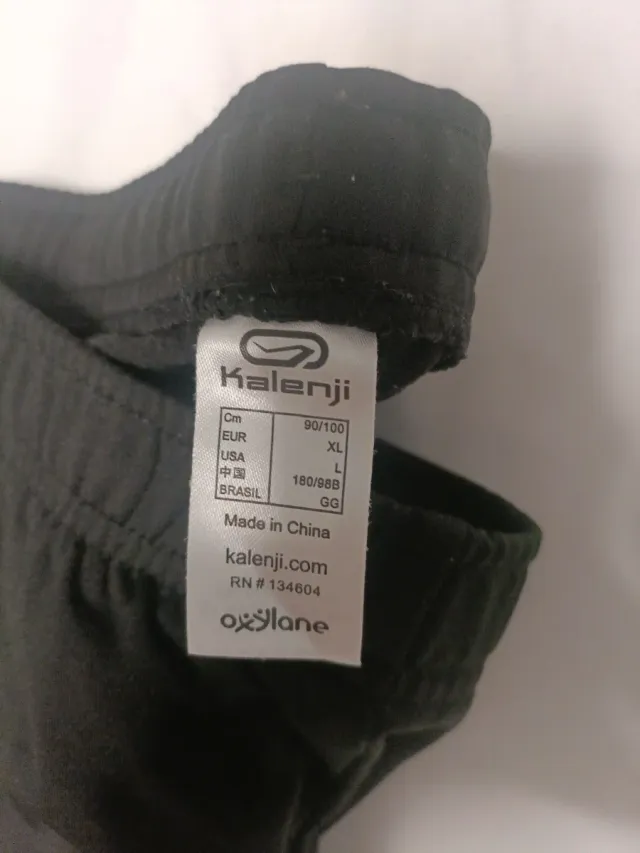 Kalenji
Cm 90/100
EUR XL
USA L
中国 180/98B
BRASIL GG
Made in China
kalenji.com
RN # 134604
oxylane